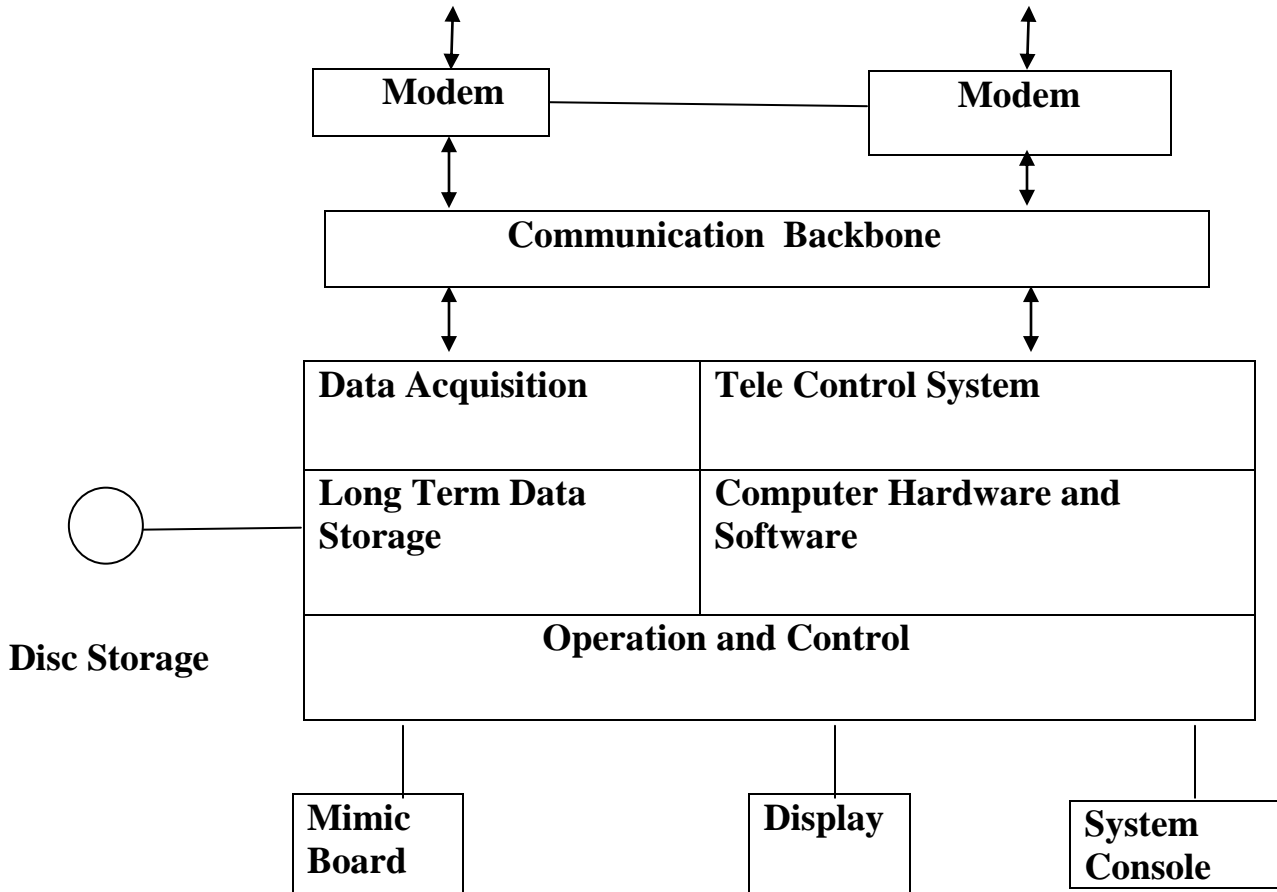 Modem
Modem
Communication Backbone
Data Acquisition
Tele Control System
Long Term Data
Storage
Computer Hardware and
Software
Operation and Control
Disc Storage
Mimic
Board
Display
System
Console